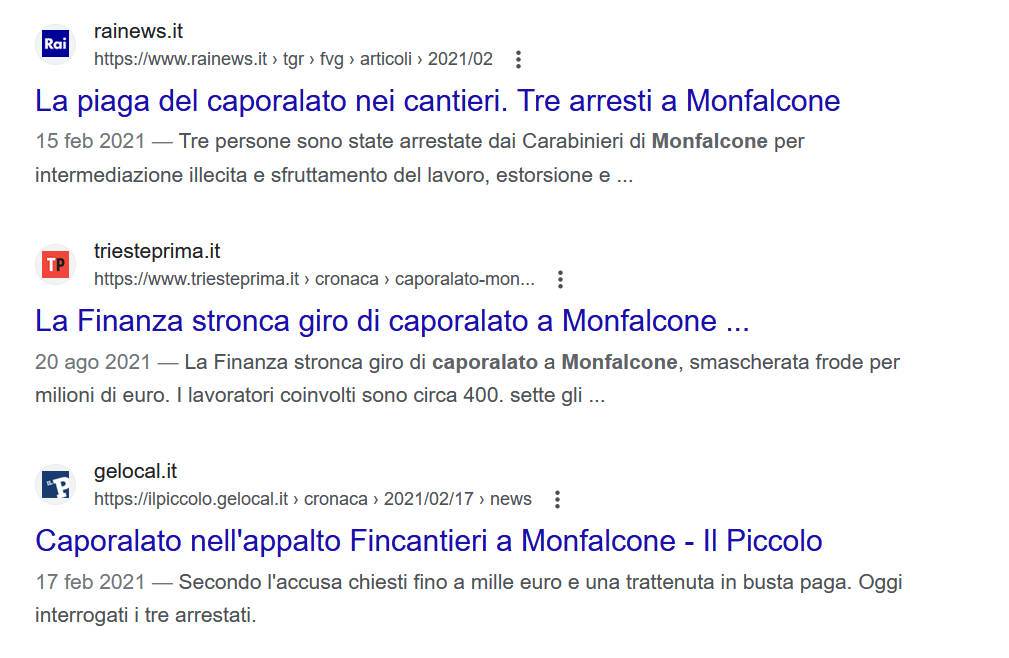 Rai
rainews.it
https://www.rainews.it › tgr › fvg › articoli › 2021/02
La piaga del caporalato nei cantieri. Tre arresti a Monfalcone
15 feb 2021 — Tre persone sono state arrestate dai Carabinieri di Monfalcone per
intermediazione illecita e sfruttamento del lavoro, estorsione e ...
TP
triesteprima.it
https://www.triesteprima.it › cronaca › caporalato-mon...
La Finanza stronca giro di caporalato a Monfalcone ...
20 ago 2021 — La Finanza stronca giro di caporalato a Monfalcone, smascherata frode per
milioni di euro. I lavoratori coinvolti sono circa 400. sette gli ...
IL P
gelocal.it
https://ilpiccolo.gelocal.it › cronaca › 2021/02/17 › news
Caporalato nell'appalto Fincantieri a Monfalcone - Il Piccolo
17 feb 2021 — Secondo l'accusa chiesti fino a mille euro e una trattenuta in busta paga. Oggi
interrogati i tre arrestati.